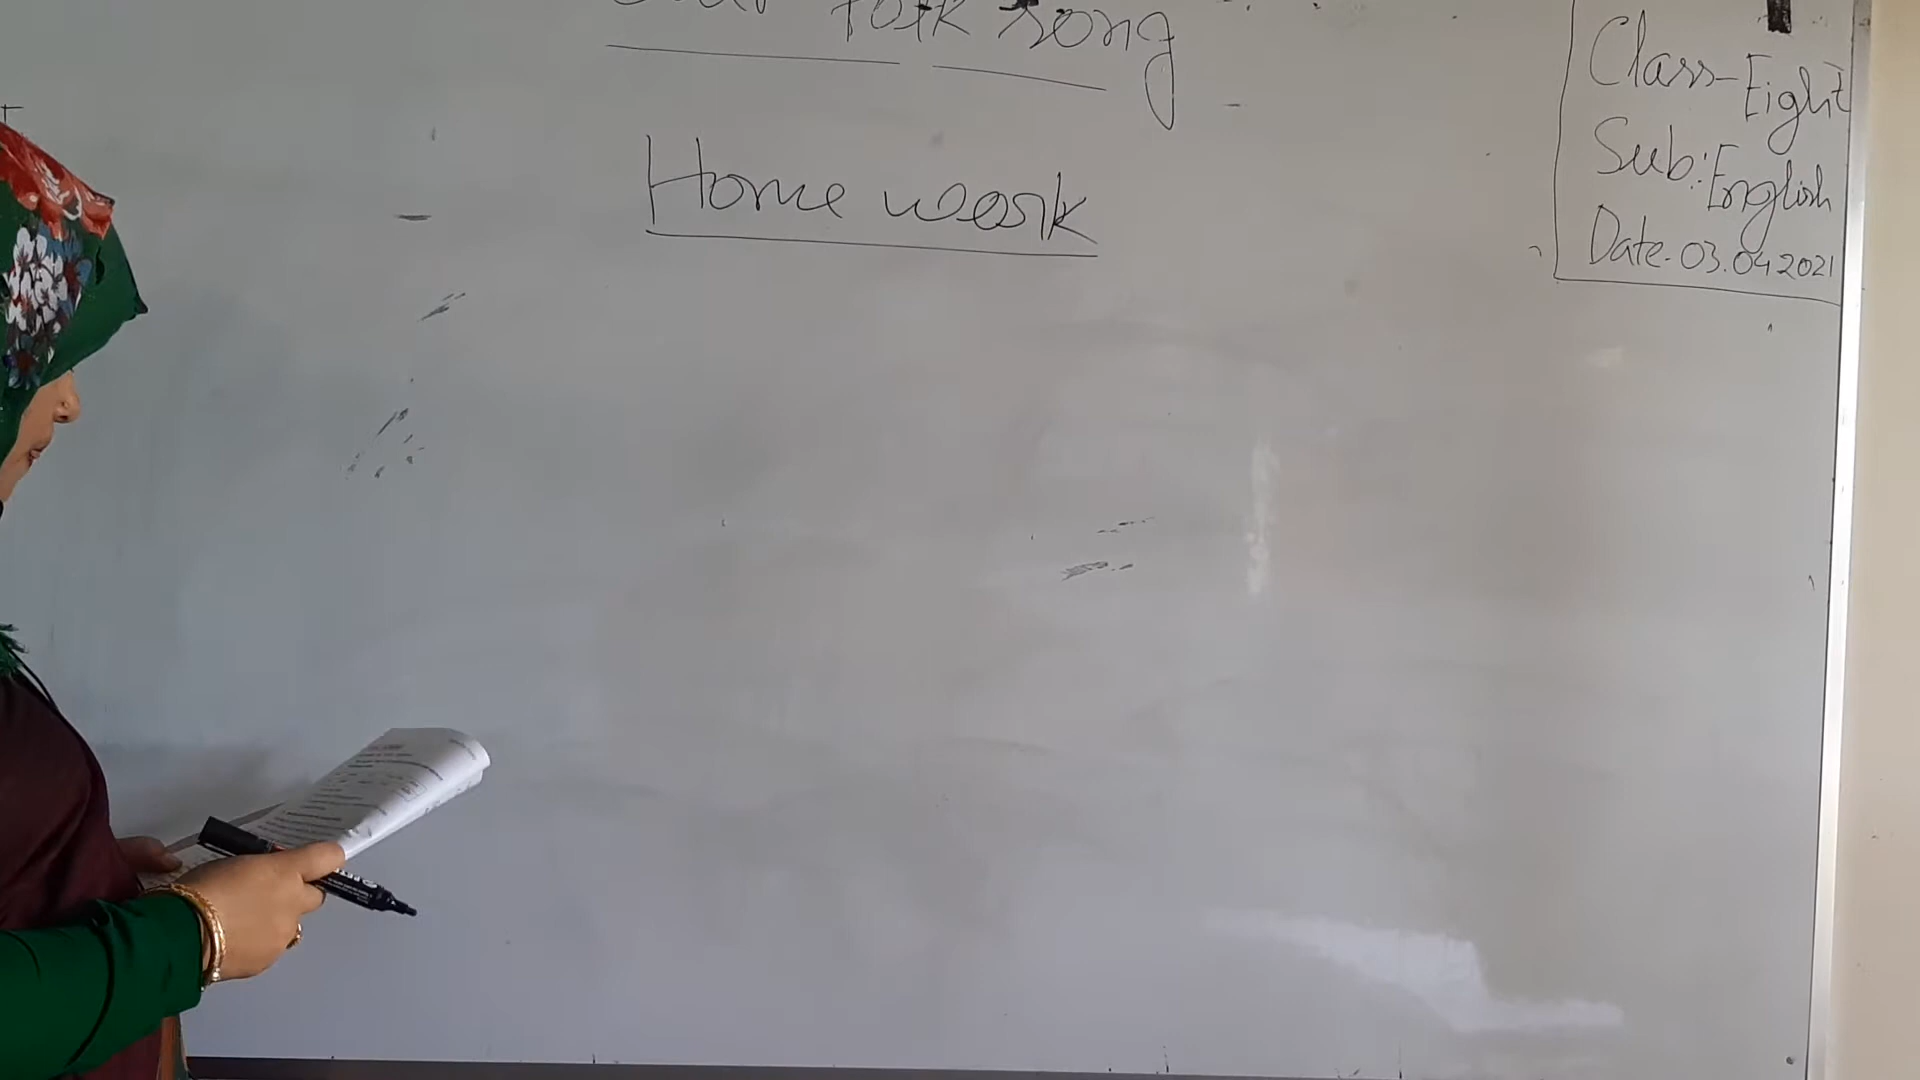 folk song
Home work
Class-Eight
Sub: English
Date. 03.04 2021